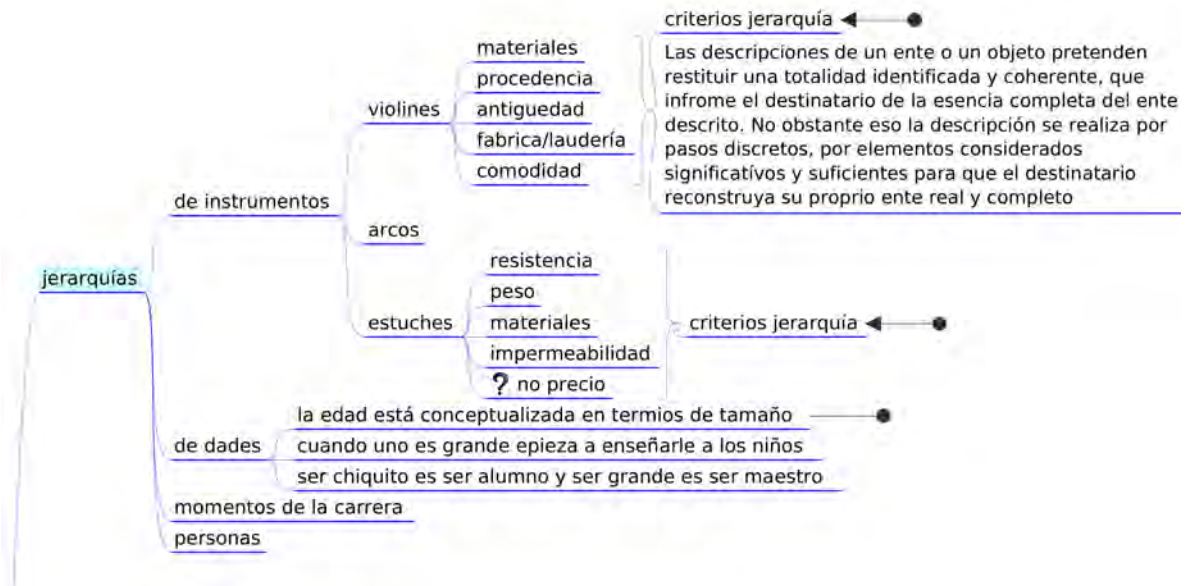 jerarquías
de instrumentos
violines
materiales
procedencia
antiguedad
fabrica/laudería
comodidad
criterios jerarquía
Las descripciones de un ente o un objeto pretenden
restituir una totalidad identificada y coherente, que
infrome el destinatario de la esencia completa del ente
descrito. No obstante eso la descripción se realiza por
pasos discretos, por elementos considerados
significatívos y suficientes para que el destinatario
reconstruya su proprio ente real y completo
arcos
estuches
resistencia
peso
materiales
impermeabilidad
? no precio
criterios jerarquía
de dades
la edad está conceptualizada en termios de tamaño
cuando uno es grande epieza a enseñarle a los niños
ser chiquito es ser alumno y ser grande es ser maestro
momentos de la carrera
personas